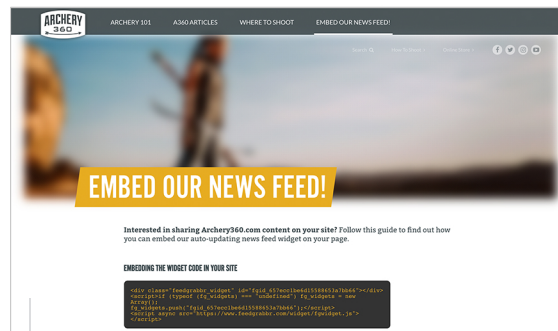 ARCHERY
360
ARCHERY 101
A360 ARTICLES
WHERE TO SHOOT
EMBED OUR NEWS FEED!
Search
EMBED OUR NEWS FEED!
Interested in sharing Archery360.com content on your site? Follow this guide to find out how
you can embed our auto-updating news feed widget on your page.
EMBEDDING THE WIDGET CODE IN YOUR SITE
<div class="feedgrabbr_widget" id="fgid_657ecc1be6d15588653a7bb64"></div>
<script>if (typeof (fg_widgets) === "undefined") fg_widgets = new
Array();
fg_widgets.push("fgid_657ecc1be6d15588653a7bb64");</script>
<script async src="https://www.feedgrabbr.com/widget/fgwidget.js">
</script>